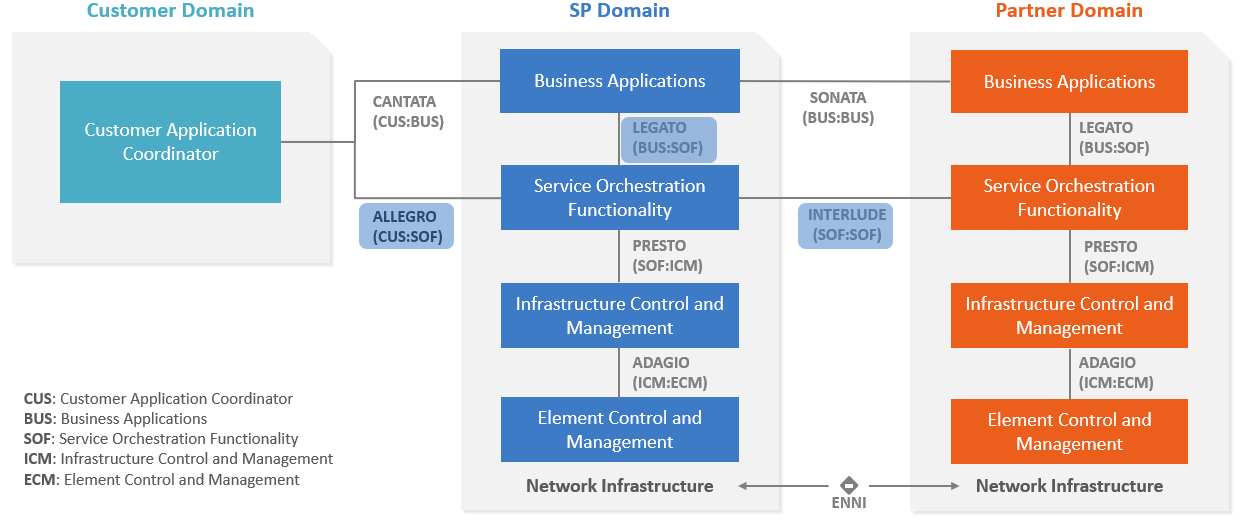 Customer Domain
SP Domain
Partner Domain
Customer Application
Coordinator
CANTATA
(CUS:BUS)
ALLEGRO
(CUS:SOF)
Business Applications
LEGATO
(BUS:SOF)
Service Orchestration
Functionality
PRESTO
(SOF:ICM)
Infrastructure Control and
Management
ADAGIO
(ICM:ECM)
Element Control and
Management
Network Infrastructure
SONATA
(BUS:BUS)
INTERLUDE
(SOF:SOF)
ENNI
Business Applications
LEGATO
(BUS:SOF)
Service Orchestration
Functionality
PRESTO
(SOF:ICM)
Infrastructure Control and
Management
ADAGIO
(ICM:ECM)
Element Control and
Management
Network Infrastructure
CUS: Customer Application Coordinator
BUS: Business Applications
SOF: Service Orchestration Functionality
ICM: Infrastructure Control and Management
ECM: Element Control and Management